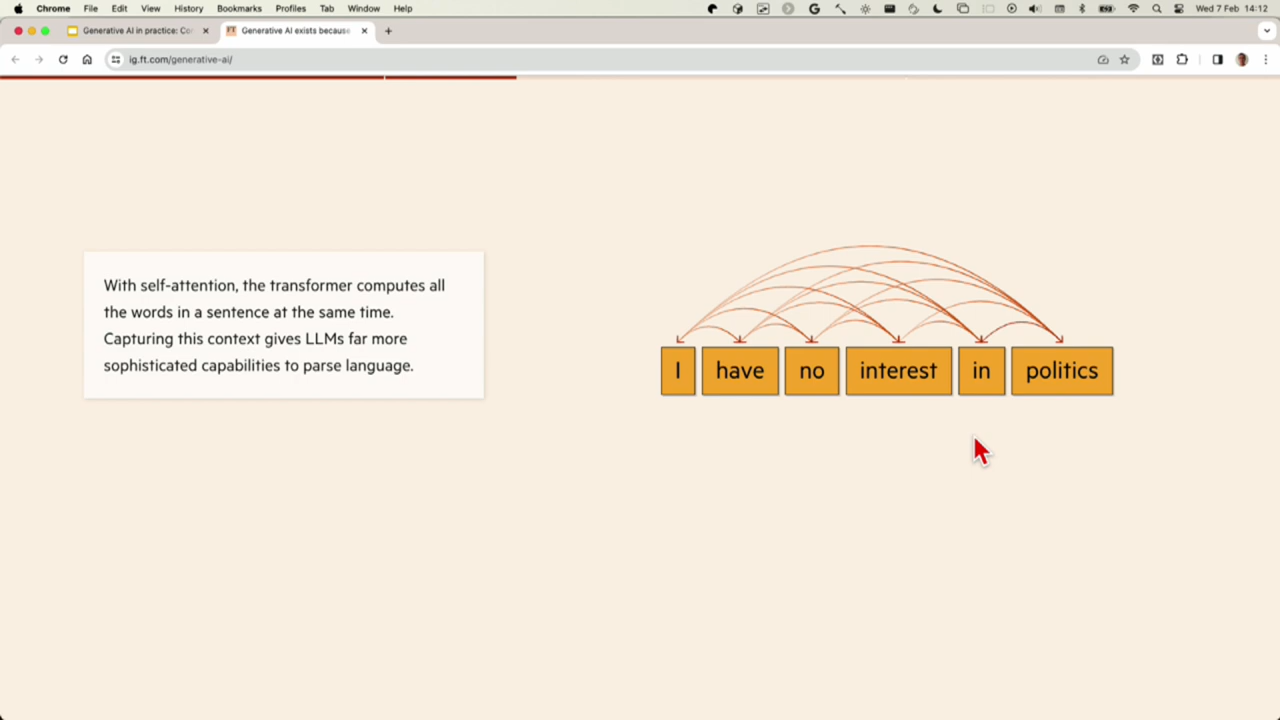 Chrome File Edit View History Bookmarks Profiles Tab Window Help Wed 7 Feb 14:12
Generative AI in practice: Co Generative AI exists because
ig.ft.com/generative-ai/
With self-attention, the transformer computes all
the words in a sentence at the same time.
Capturing this context gives LLMs far more
sophisticated capabilities to parse language.
I have no interest in politics